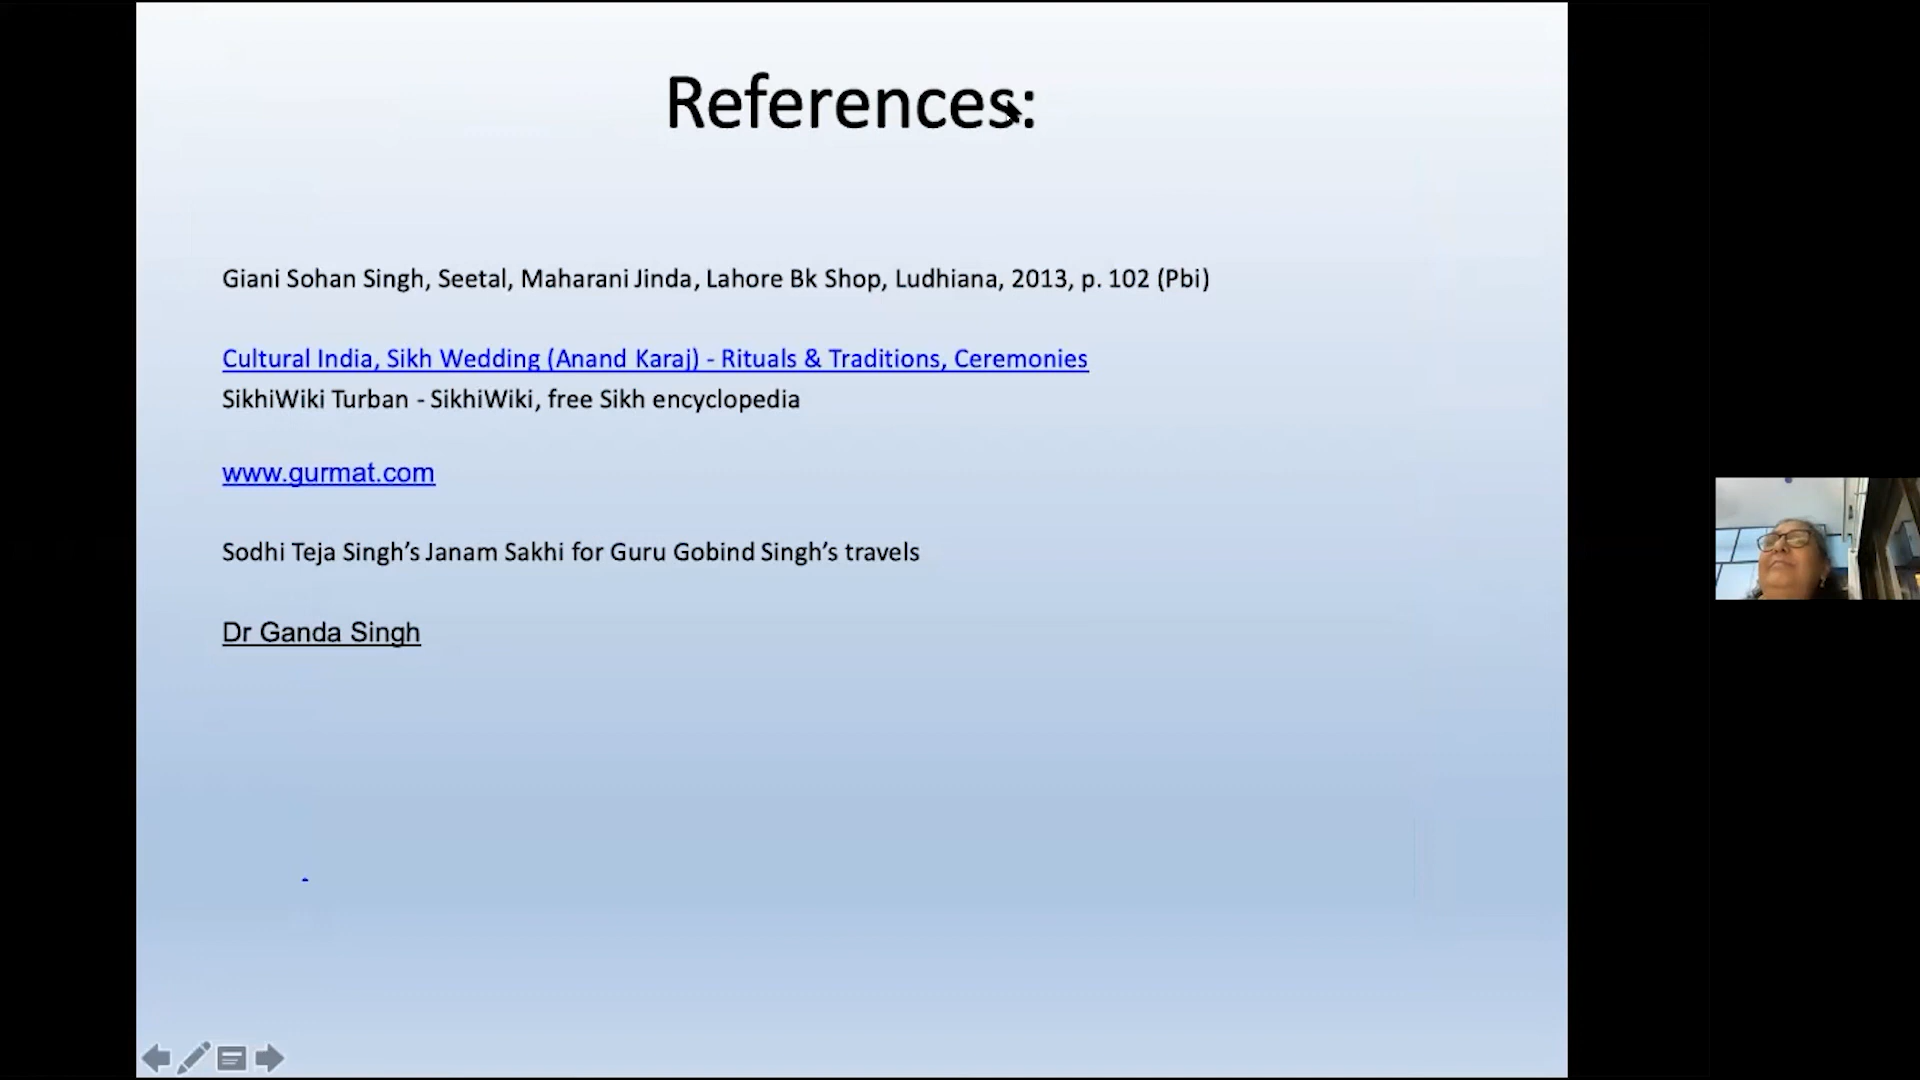 References:
Giani Sohan Singh, Seetal, Maharani Jinda, Lahore Bk Shop, Ludhiana, 2013, p. 102 (Pbi)
Cultural India, Sikh Wedding (Anand Karaj) - Rituals & Traditions, Ceremonies
SikhiWiki Turban - SikhiWiki, free Sikh encyclopedia
www.gurmat.com
Sodhi Teja Singh’s Janam Sakhi for Guru Gobind Singh’s travels
Dr Ganda Singh